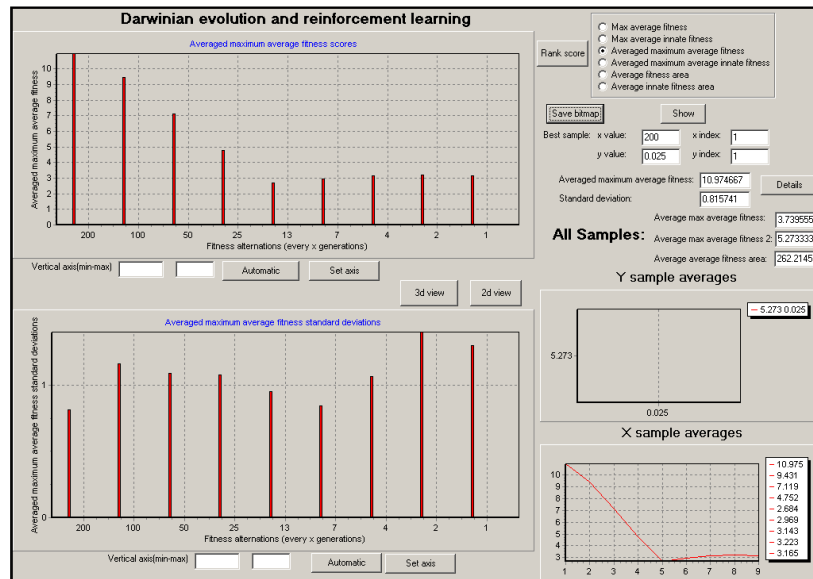 Darwinian evolution and reinforcement learning
Averaged maximum average fitness scores
Averaged maximum average fitness
10
9
8
7
6
5
4
3
2
1
0
200 100 50 25 13 7 4 2 1
Fitness alternations (every x generations)
Vertical axis(min-max)
Automatic
Set axis
3d view
2d view
Averaged maximum average fitness standard deviations
Averaged maximum average fitness standard deviations
1
0
200 100 50 25 13 7 4 2 1
Fitness alternations (every x generations)
Vertical axis(min-max)
Automatic
Set axis
Rank score
Max average fitness
Max average innate fitness
Averaged maximum average fitness
Averaged maximum average innate fitness
Average fitness area
Average innate fitness area
Save bitmap
Show
Best sample: x value: 200 x index: 1
y value: 0.025 y index: 1
Averaged maximum average fitness: 10.974667
Standard deviation: 0.815741
Details
All Samples:
Average max average fitness: 3.739555
Average max average fitness 2: 5.273333
Average average fitness area: 262.2145
Y sample averages
5.273
0.025
5.273 0.025
X sample averages
10
9
8
7
6
5
4
3
1 2 3 4 5 6 7 8 9
10.975
9.431
7.119
4.752
2.684
2.969
3.143
3.223
3.165